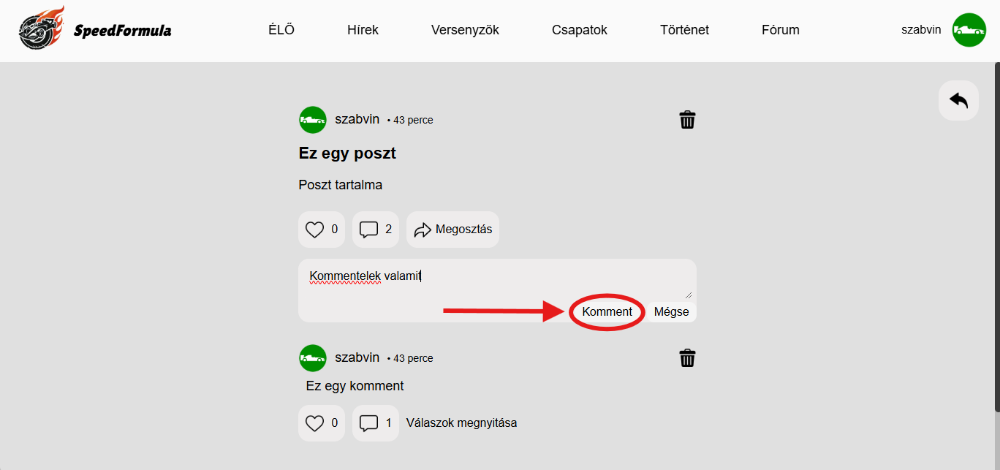 SpeedFormula ÉLŐ Hírek Versenyzők Csapatok Történet Fórum szabvin
szabvin • 43 perce
Ez egy poszt
Poszt tartalma
0 2 Megosztás
Kommentelek valamit
Komment Mégse
szabvin • 43 perce
Ez egy komment
0 1 Válaszok megnyitása